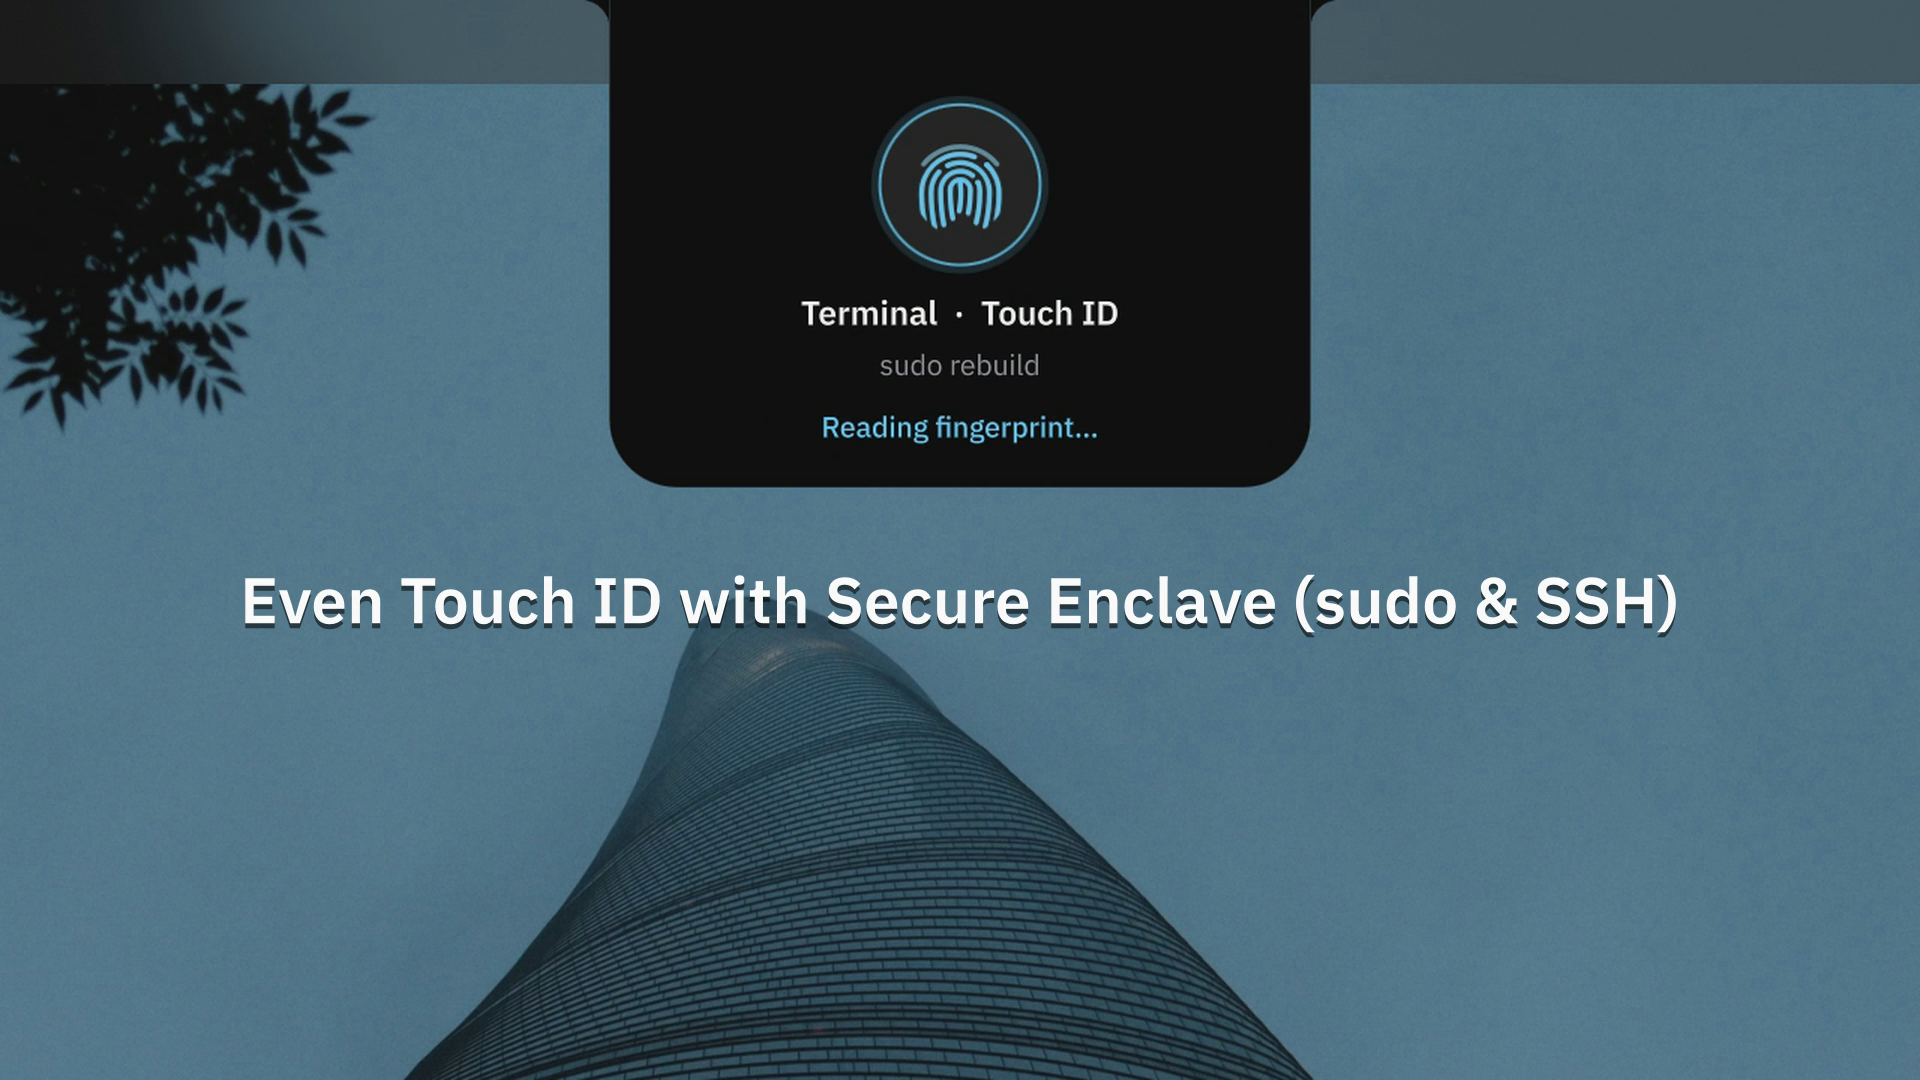 Terminal · Touch ID
sudo rebuild
Reading fingerprint...
Even Touch ID with Secure Enclave (sudo & SSH)